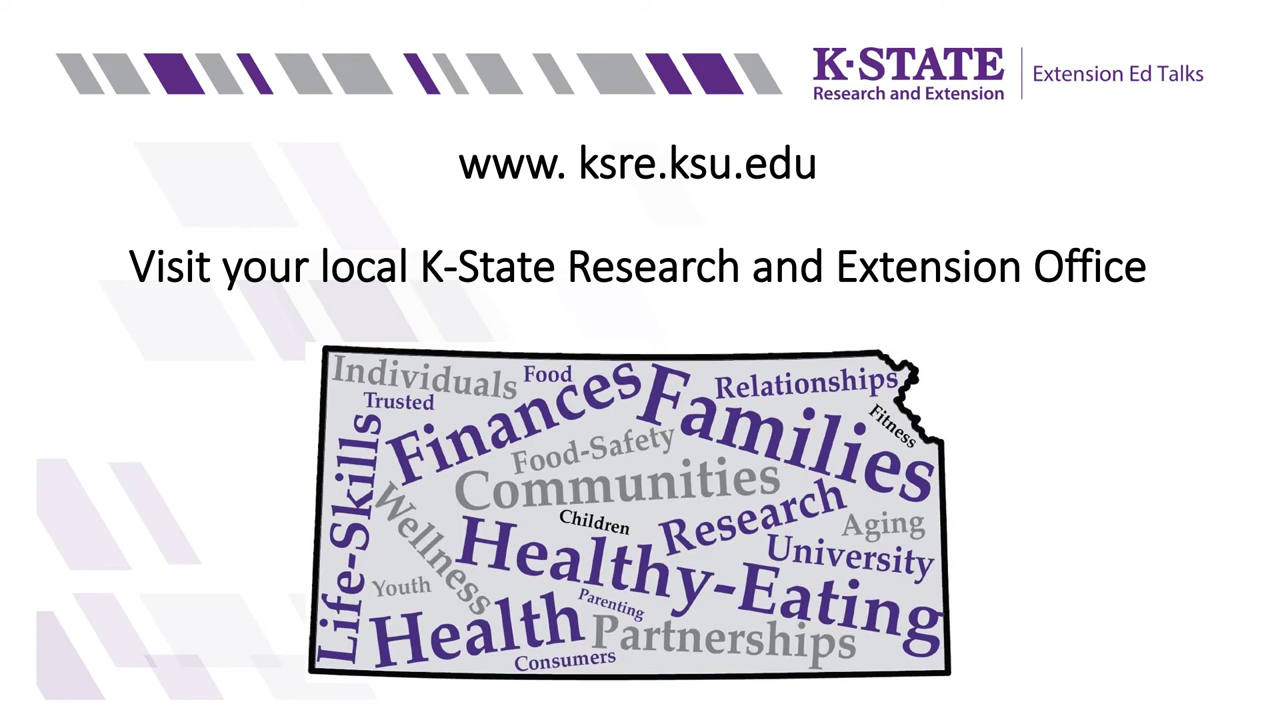 K-STATE
Research and Extension
Extension Ed Talks
www. ksre.ksu.edu
Visit your local K-State Research and Extension Office
Individuals
Food
Trusted
Finances
Families
Relationships
Fitness
Life-Skills
Food-Safety
Communities
Wellness
Children
Research
Aging
University
Healthy-Eating
Youth
Health
Parenting
Partnerships
Consumers